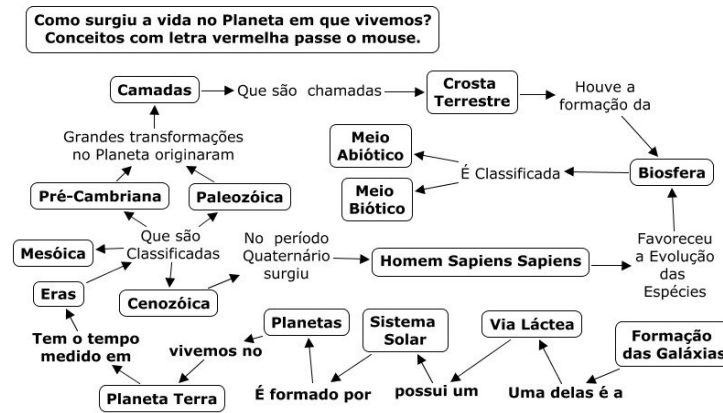 Como surgiu a vida no Planeta em que vivemos?
Conceitos com letra vermelha passe o mouse.
Camadas
Que são chamadas
Crosta
Terrestre
Houve a
formação da
Grandes transformações
no Planeta originaram
Meio
Abiótico
É Classificada
Biosfera
Meio
Biótico
Pré-Cambriana
Paleozóica
Que são
Classificadas
Mesóica
No período
Quaternário
surgiu
Homem Sapiens Sapiens
Favoreceu
a Evolução
das
Espécies
Eras
Cenozóica
Tem o tempo
medido em
vivemos no
Planetas
Sistema
Solar
Via Láctea
Formação
das Galáxias
Planeta Terra
É formado por
possui um
Uma delas é a